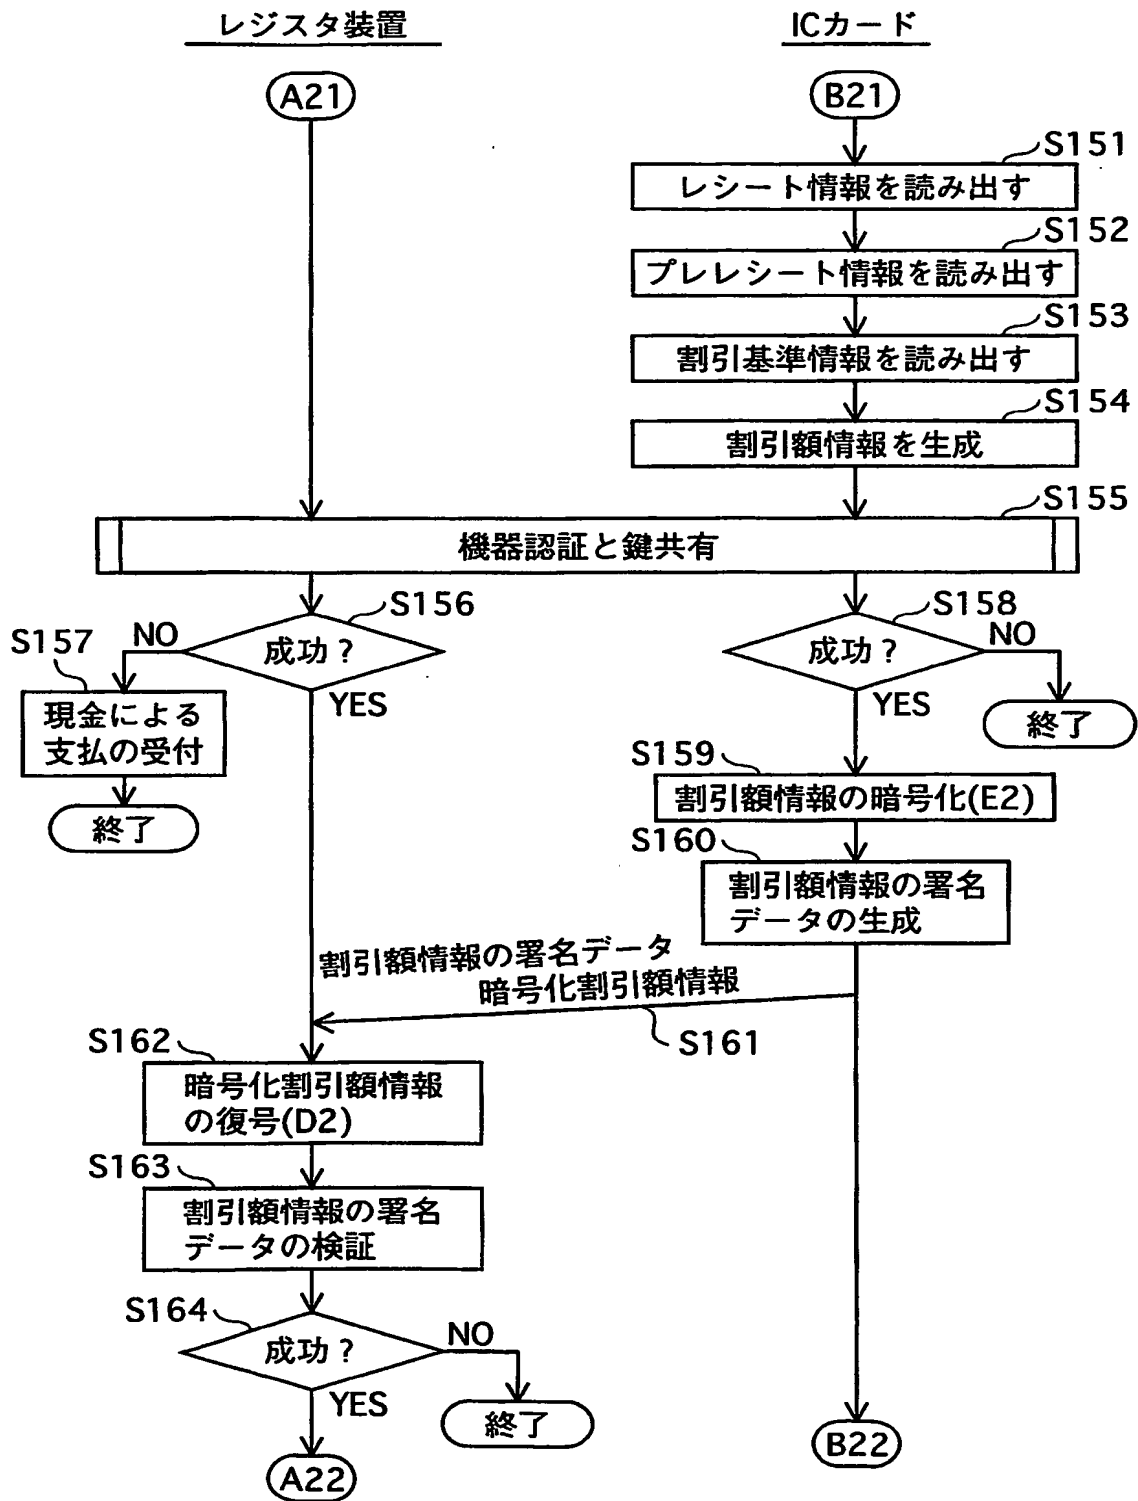 レジスタ装置
ICカード
A21
B21
S151
レシート情報を読み出す
S152
プレレシート情報を読み出す
S153
割引基準情報を読み出す
S154
割引額情報を生成
S155
機器認証と鍵共有
S156
成功?
NO
YES
S157
現金による
支払の受付
終了
S158
成功?
NO
YES
終了
S159
割引額情報の暗号化(E2)
S160
割引額情報の署名
データの生成
割引額情報の署名データ
暗号化割引額情報
S161
S162
暗号化割引額情報
の復号(D2)
S163
割引額情報の署名
データの検証
S164
成功?
NO
YES
終了
A22
B22